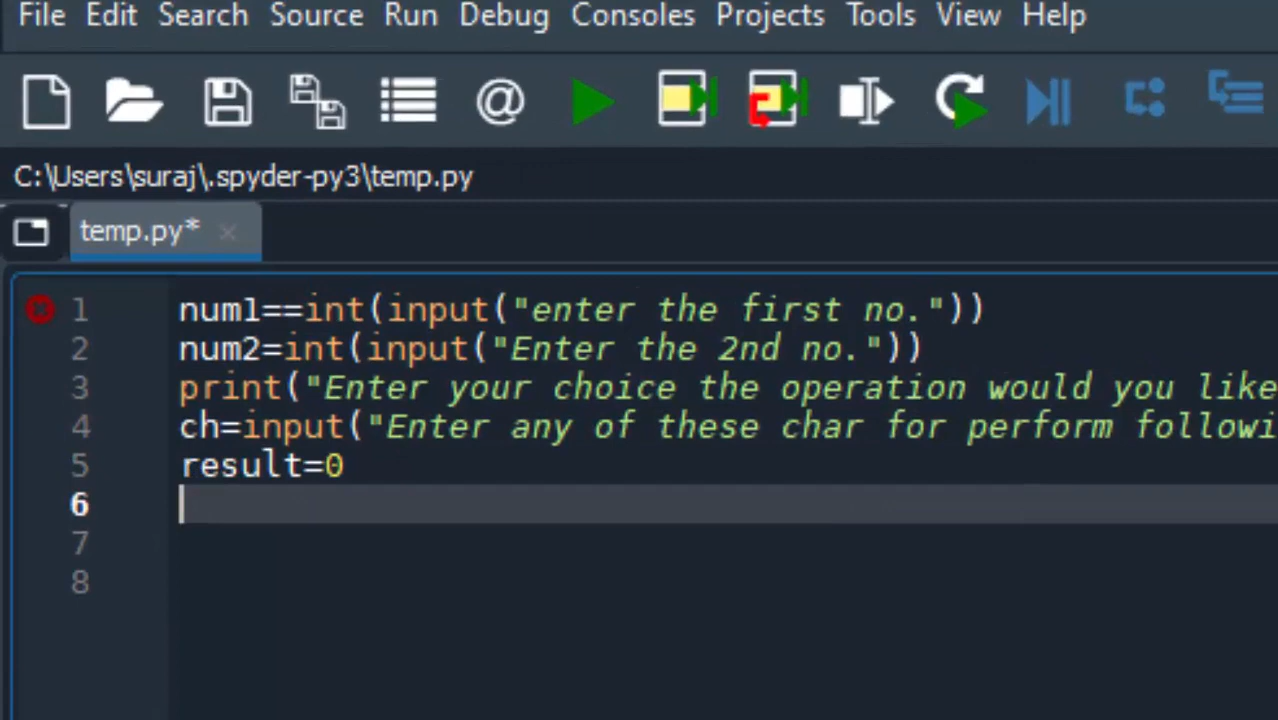 File Edit Search Source Run Debug Consoles Projects Tools View Help
C:\Users\suraj\.spyder-py3\temp.py
temp.py*
1 num1==int(input("enter the first no."))
2 num2=int(input("Enter the 2nd no."))
3 print("Enter your choice the operation would you like
4 ch=input("Enter any of these char for perform followi
5 result=0
6
7
8